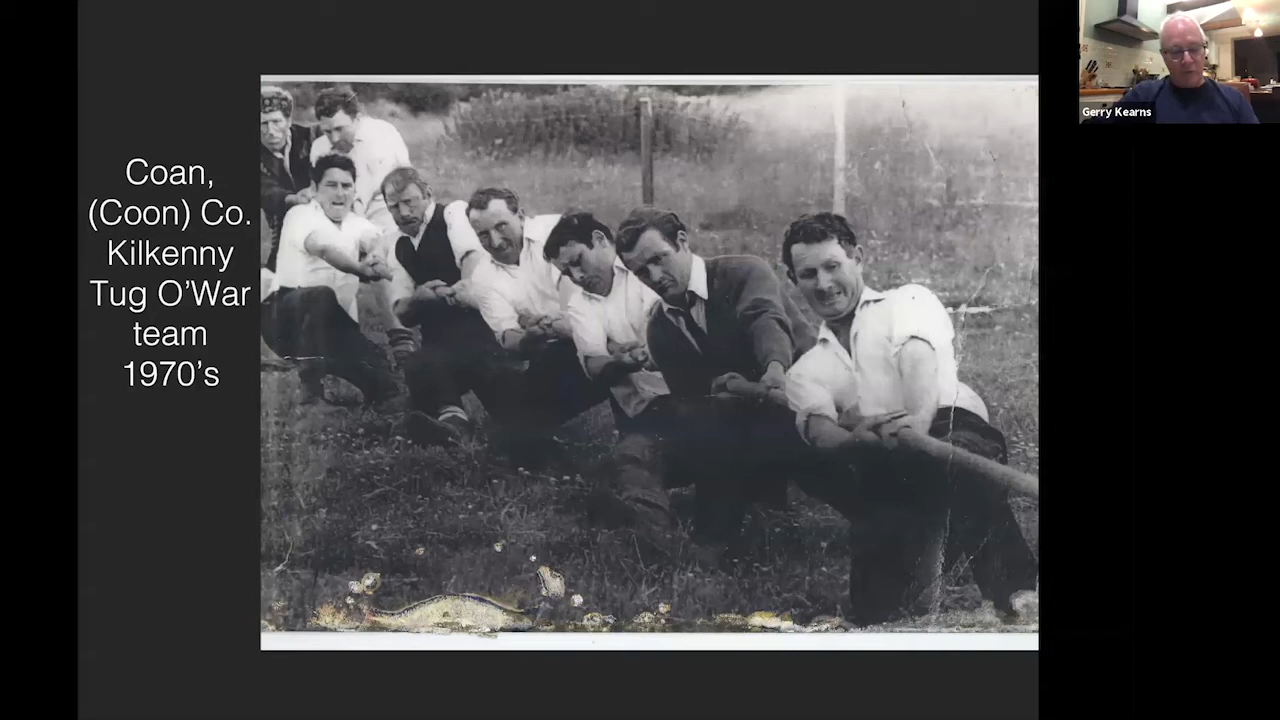 Coan,
(Coon) Co.
Kilkenny
Tug O’War
team
1970’s
Gerry Kearns